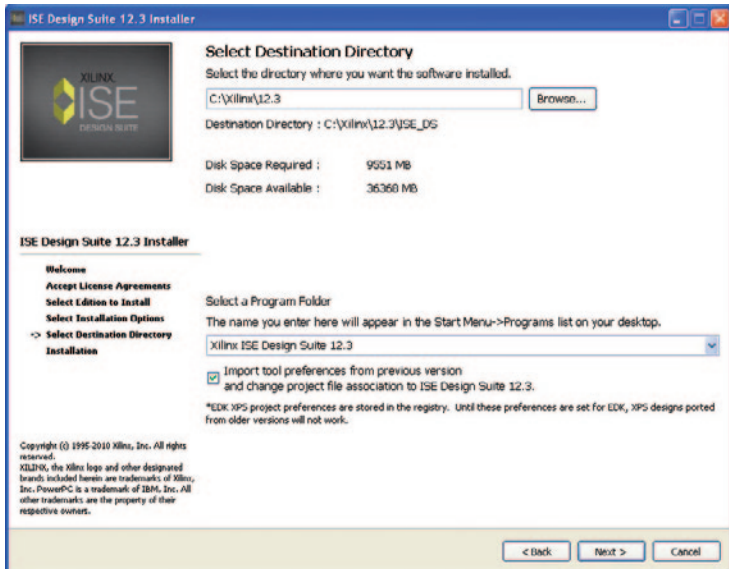 ISE Design Suite 12.3 Installer
XILINX
ISE
DESIGN SUITE
Select Destination Directory
Select the directory where you want the software installed.
C:\Xilinx\12.3
Browse...
Destination Directory : C:\Xilinx\12.3\ISE_DS
Disk Space Required : 9551 MB
Disk Space Available : 36368 MB
ISE Design Suite 12.3 Installer
Welcome
Accept License Agreements
Select Edition to Install
Select Installation Options
-> Select Destination Directory
Installation
Select a Program Folder
The name you enter here will appear in the Start Menu->Programs list on your desktop.
Xilinx ISE Design Suite 12.3
Import tool preferences from previous version
and change project file association to ISE Design Suite 12.3.
*EDK XPS project preferences are stored in the registry. Until these preferences are set for EDK, XPS designs ported
from older versions will not work.
Copyright (c) 1995-2010 Xilinx, Inc. All rights
reserved.
XILINX, the Xilinx logo and other designated
brands included herein are trademarks of Xilinx,
Inc. PowerPC is a trademark of IBM, Inc. All
other trademarks are the property of their
respective owners.
< Back
Next >
Cancel